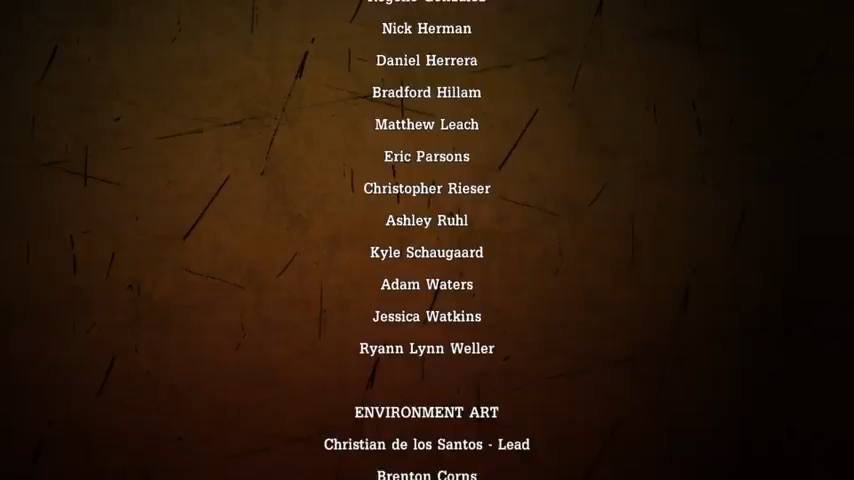 Nick Herman
Daniel Herrera
Bradford Hillam
Matthew Leach
Eric Parsons
Christopher Rieser
Ashley Ruhl
Kyle Schaugaard
Adam Waters
Jessica Watkins
Ryann Lynn Weller
ENVIRONMENT ART
Christian de los Santos - Lead
Brenton Corns